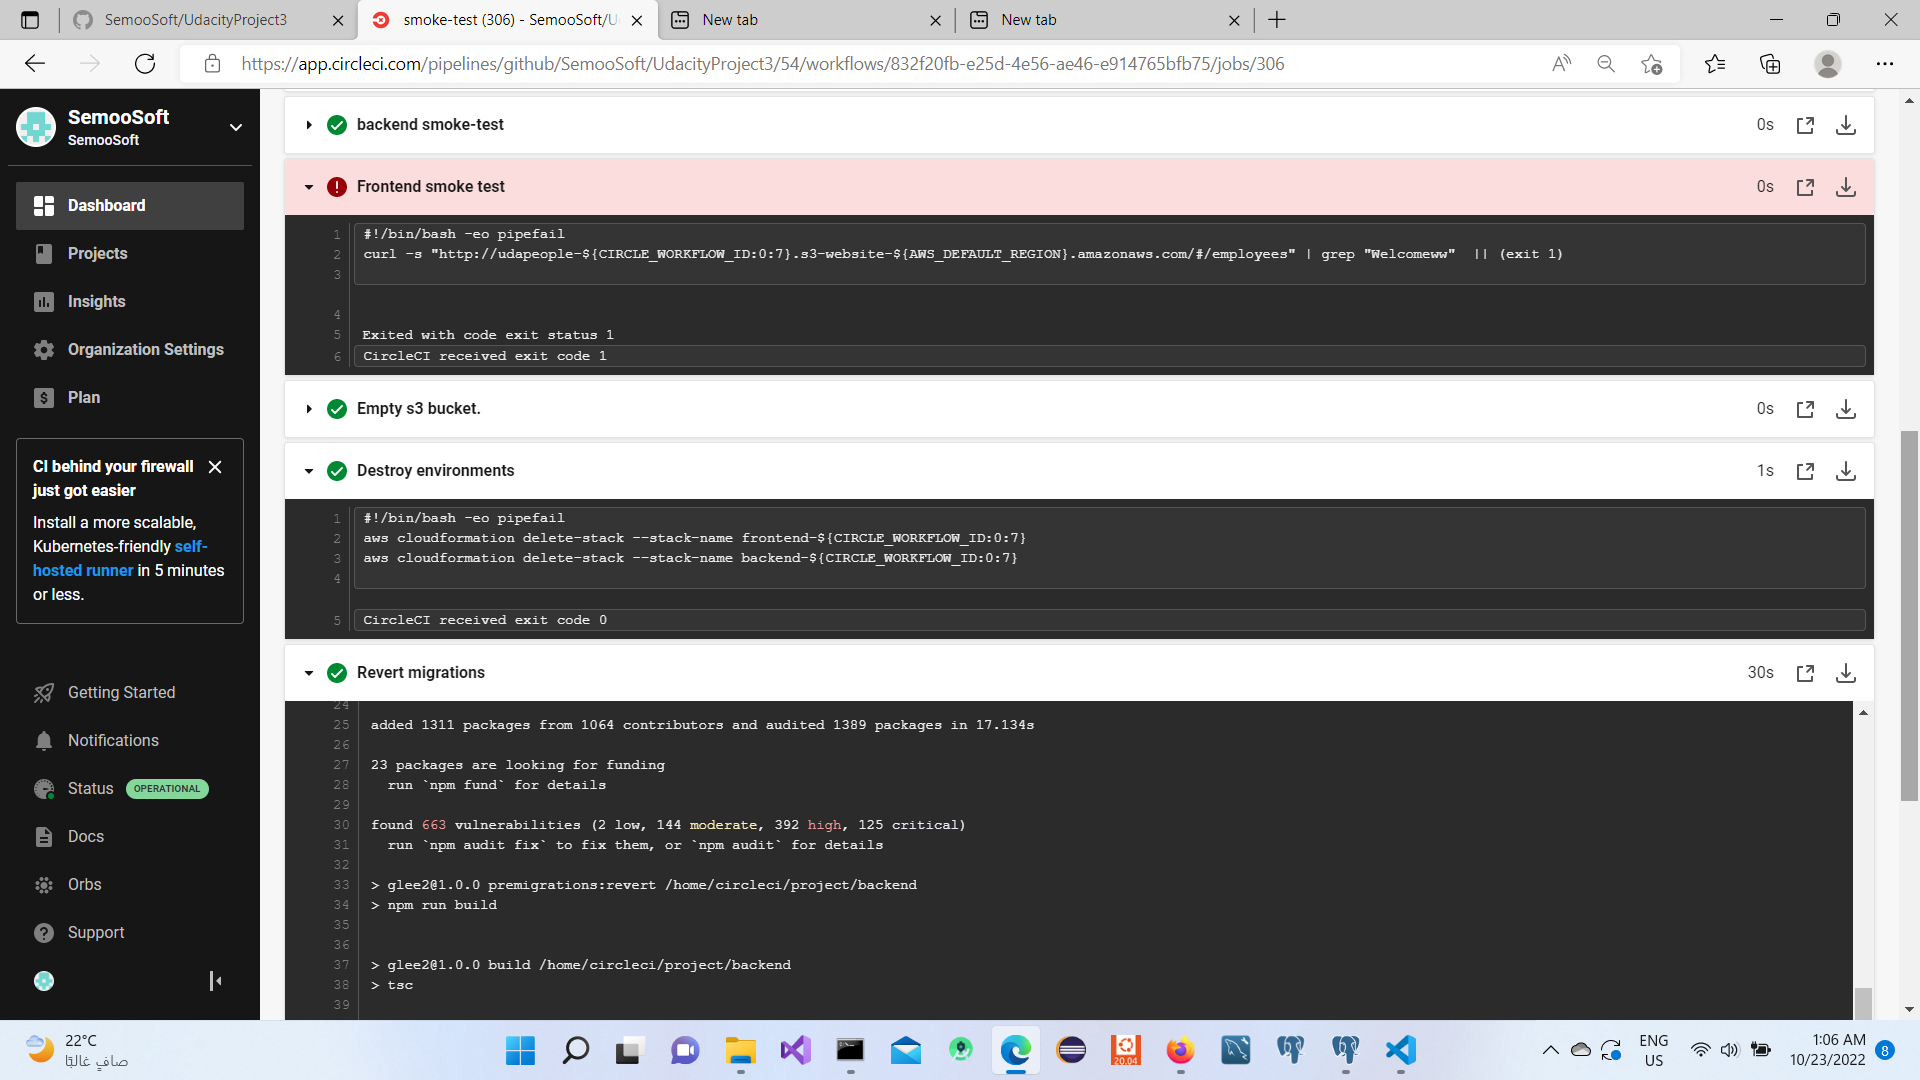 SemooSoft/UdacityProject3
smoke-test (306) - SemooSoft/U
New tab
New tab
https://app.circleci.com/pipelines/github/SemooSoft/UdacityProject3/54/workflows/832f20fb-e25d-4e56-ae46-e914765bfb75/jobs/306
SemooSoft
SemooSoft
Dashboard
Projects
Insights
Organization Settings
Plan
CI behind your firewall
just got easier
Install a more scalable,
Kubernetes-friendly self-
hosted runner in 5 minutes
or less.
Getting Started
Notifications
Status OPERATIONAL
Docs
Orbs
Support
backend smoke-test 0s
Frontend smoke test 0s
1 #!/bin/bash -eo pipefail
2 curl -s "http://udapeople-${CIRCLE_WORKFLOW_ID:0:7}.s3-website-${AWS_DEFAULT_REGION}.amazonaws.com/#/employees" | grep "Welcomeww"  || (exit 1)
3
4
5 Exited with code exit status 1
6 CircleCI received exit code 1
Empty s3 bucket. 0s
Destroy environments 1s
1 #!/bin/bash -eo pipefail
2 aws cloudformation delete-stack --stack-name frontend-${CIRCLE_WORKFLOW_ID:0:7}
3 aws cloudformation delete-stack --stack-name backend-${CIRCLE_WORKFLOW_ID:0:7}
4
5 CircleCI received exit code 0
Revert migrations 30s
24
25 added 1311 packages from 1064 contributors and audited 1389 packages in 17.134s
26
27 23 packages are looking for funding
28 run `npm fund` for details
29
30 found 663 vulnerabilities (2 low, 144 moderate, 392 high, 125 critical)
31 run `npm audit fix` to fix them, or `npm audit` for details
32
33 > glee2@1.0.0 premigrations:revert /home/circleci/project/backend
34 > npm run build
35
36
37 > glee2@1.0.0 build /home/circleci/project/backend
38 > tsc
39
22°C
صافٍ غالبًا
20.04
ENG
US
1:06 AM
10/23/2022
8